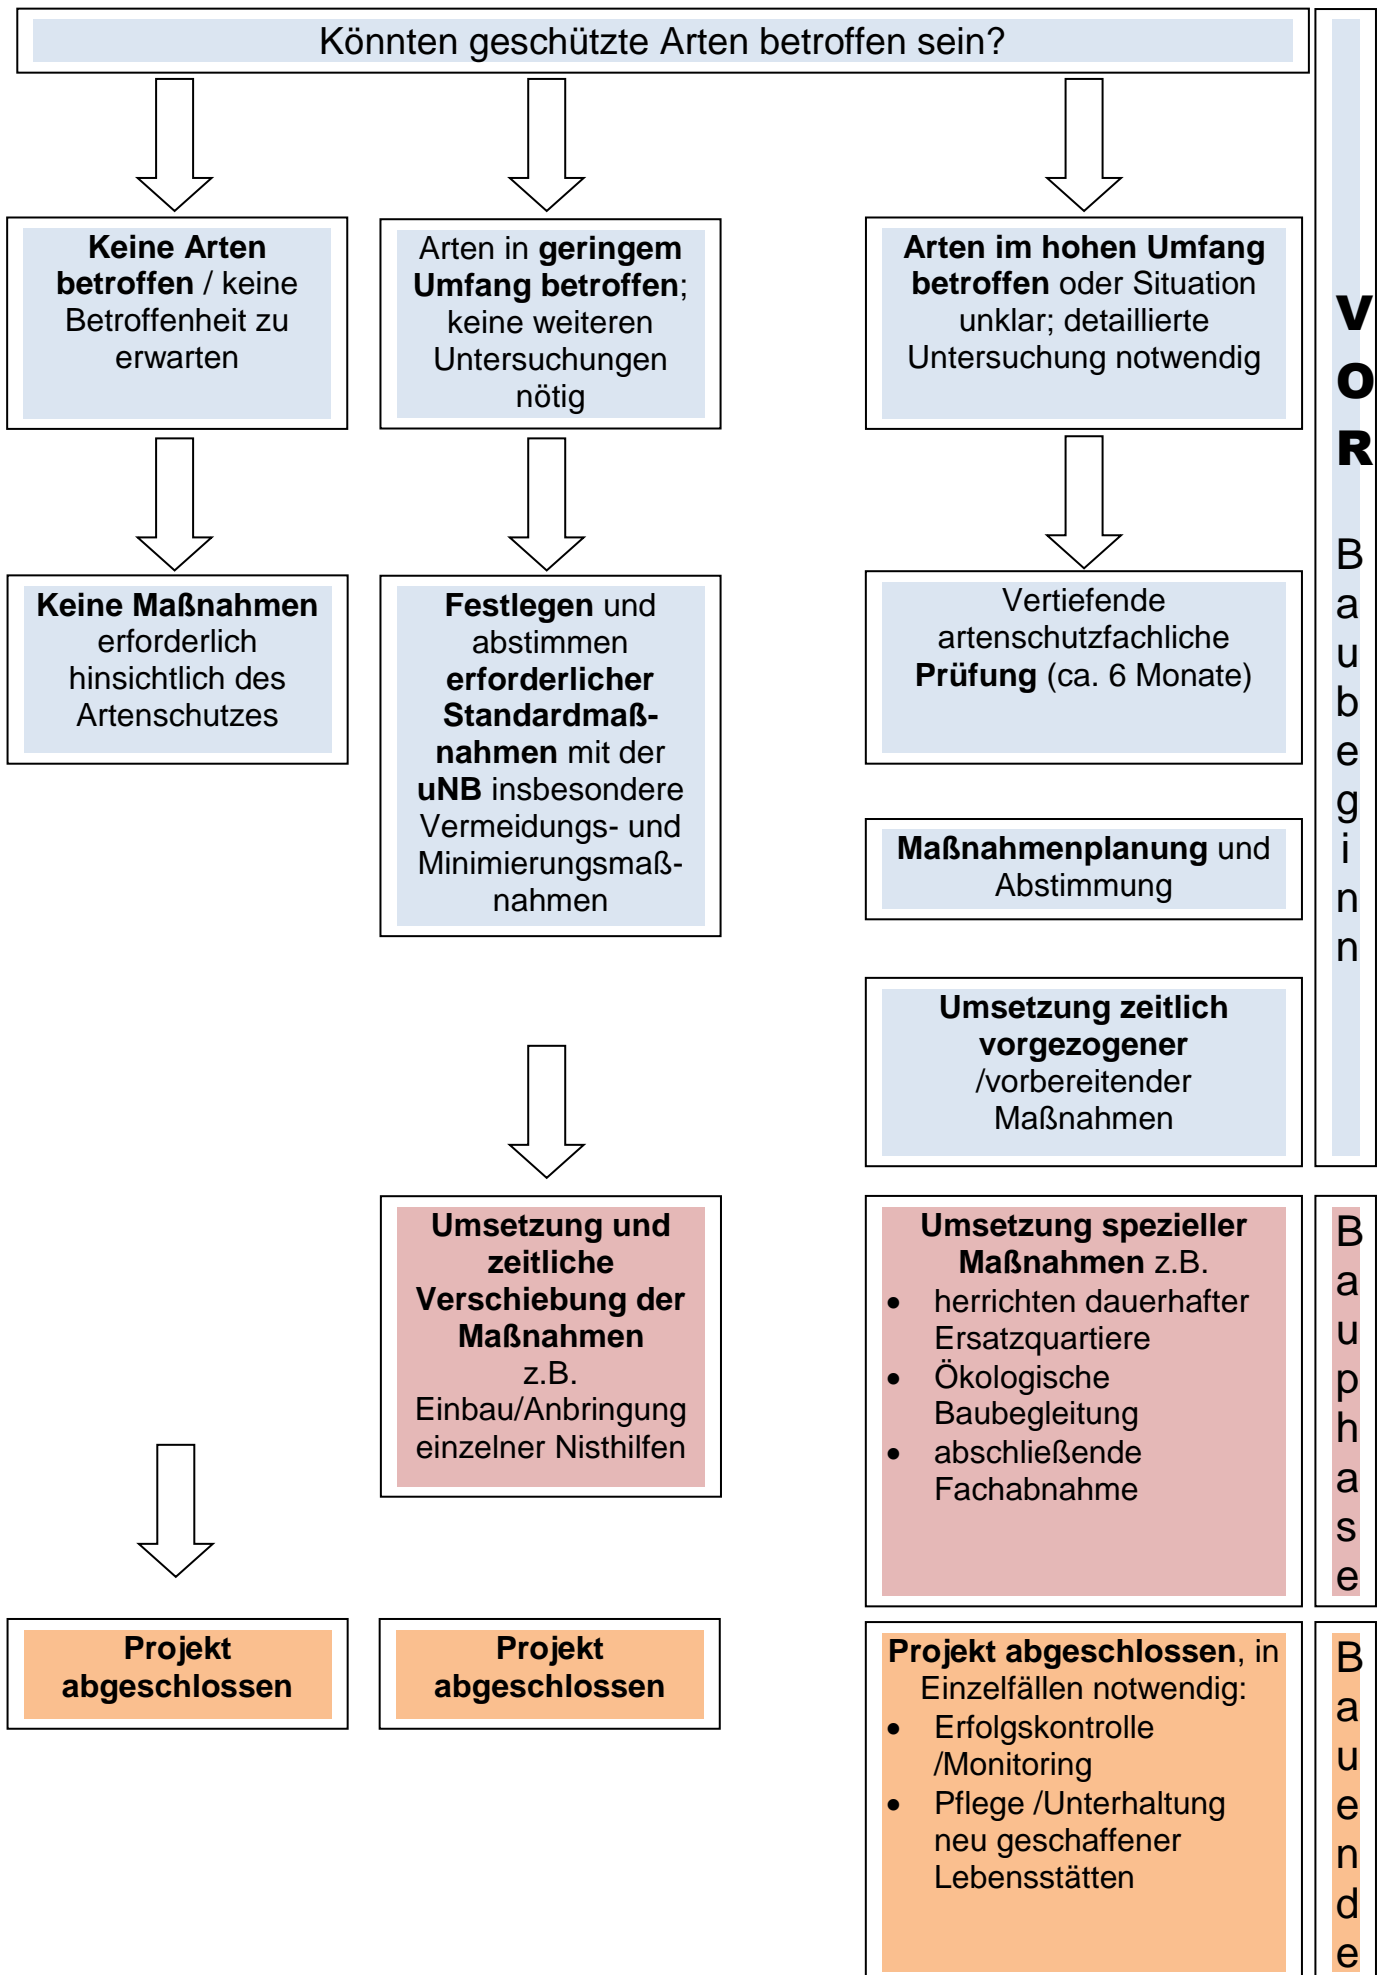 Könnten geschützte Arten betroffen sein?
Keine Arten
betroffen / keine
Betroffenheit zu
erwarten
Arten in geringem
Umfang betroffen;
keine weiteren
Untersuchungen
nötig
Arten im hohen Umfang
betroffen oder Situation
unklar; detaillierte
Untersuchung notwendig
Keine Maßnahmen
erforderlich
hinsichtlich des
Artenschutzes
Festlegen und
abstimmen
erforderlicher
Standardmaß-
nahmen mit der
uNB insbesondere
Vermeidungs- und
Minimierungsmaß-
nahmen
Vertiefende
artenschutzfachliche
Prüfung (ca. 6 Monate)
Maßnahmenplanung und
Abstimmung
Umsetzung zeitlich
vorgezogener
/vorbereitender
Maßnahmen
VOR Baubeginn
Umsetzung und
zeitliche
Verschiebung der
Maßnahmen
z.B.
Einbau/Anbringung
einzelner Nisthilfen
Umsetzung spezieller
Maßnahmen z.B.
• herrichten dauerhafter
Ersatzquartiere
• Ökologische
Baubegleitung
• abschließende
Fachabnahme
Bauphase
Projekt
abgeschlossen
Projekt
abgeschlossen
Projekt abgeschlossen, in
Einzelfällen notwendig:
• Erfolgskontrolle
/Monitoring
• Pflege /Unterhaltung
neu geschaffener
Lebensstätten
Bauende